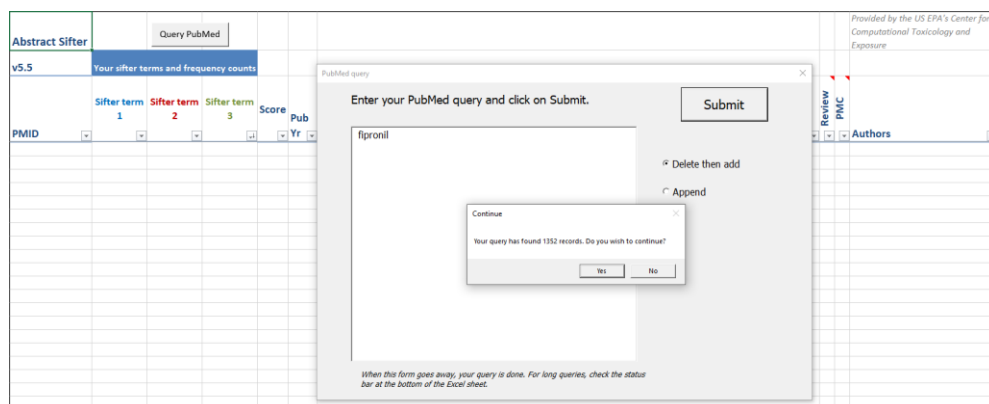 Abstract Sifter
Query PubMed
Provided by the US EPA's Center for
Computational Toxicology and
Exposure
v5.5
Your sifter terms and frequency counts
PubMed query
Enter your PubMed query and click on Submit.
Submit
Sifter term
1
Sifter term
2
Sifter term
3
Score
Pub
Yr
Review
PMC
PMID
Authors
fipronil
Delete then add
Append
Continue
Your query has found 1352 records. Do you wish to continue?
Yes
No
When this form goes away, your query is done. For long queries, check the status
bar at the bottom of the Excel sheet.